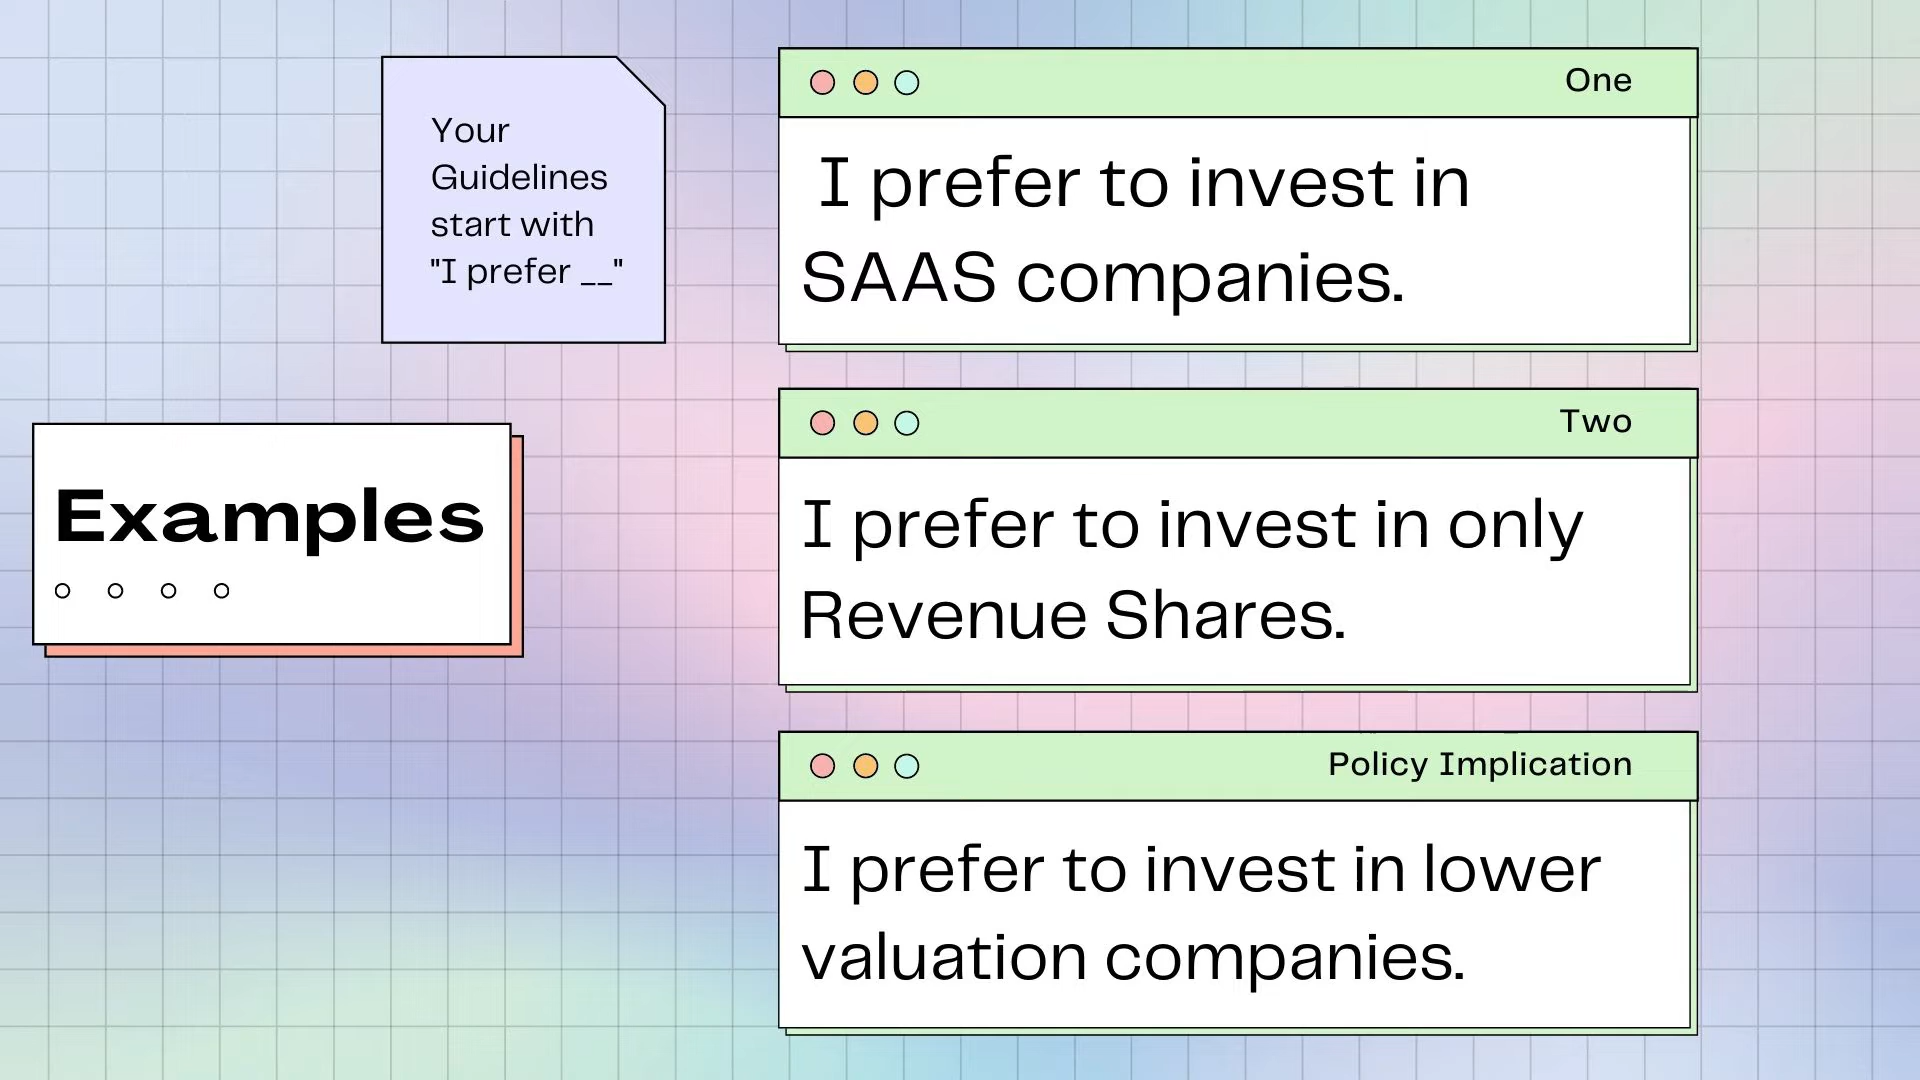 Your
Guidelines
start with
"I prefer __"
Examples
One
I prefer to invest in
SAAS companies.
Two
I prefer to invest in only
Revenue Shares.
Policy Implication
I prefer to invest in lower
valuation companies.